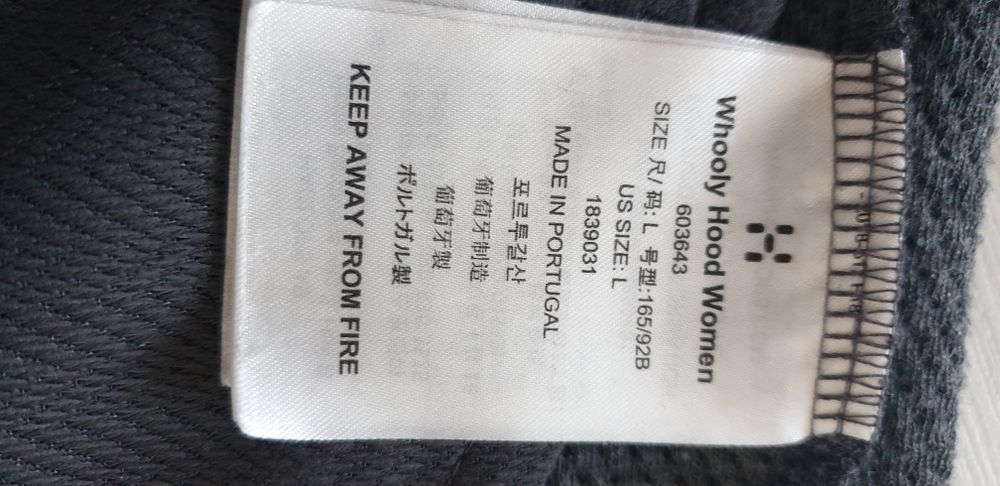 Whooly Hood Women
603643
SIZE 尺/码: L 号型:165/92B
US SIZE: L
1839031
MADE IN PORTUGAL
포르투갈산
葡萄牙制造
葡萄牙製
ポルトガル製
KEEP AWAY FROM FIRE